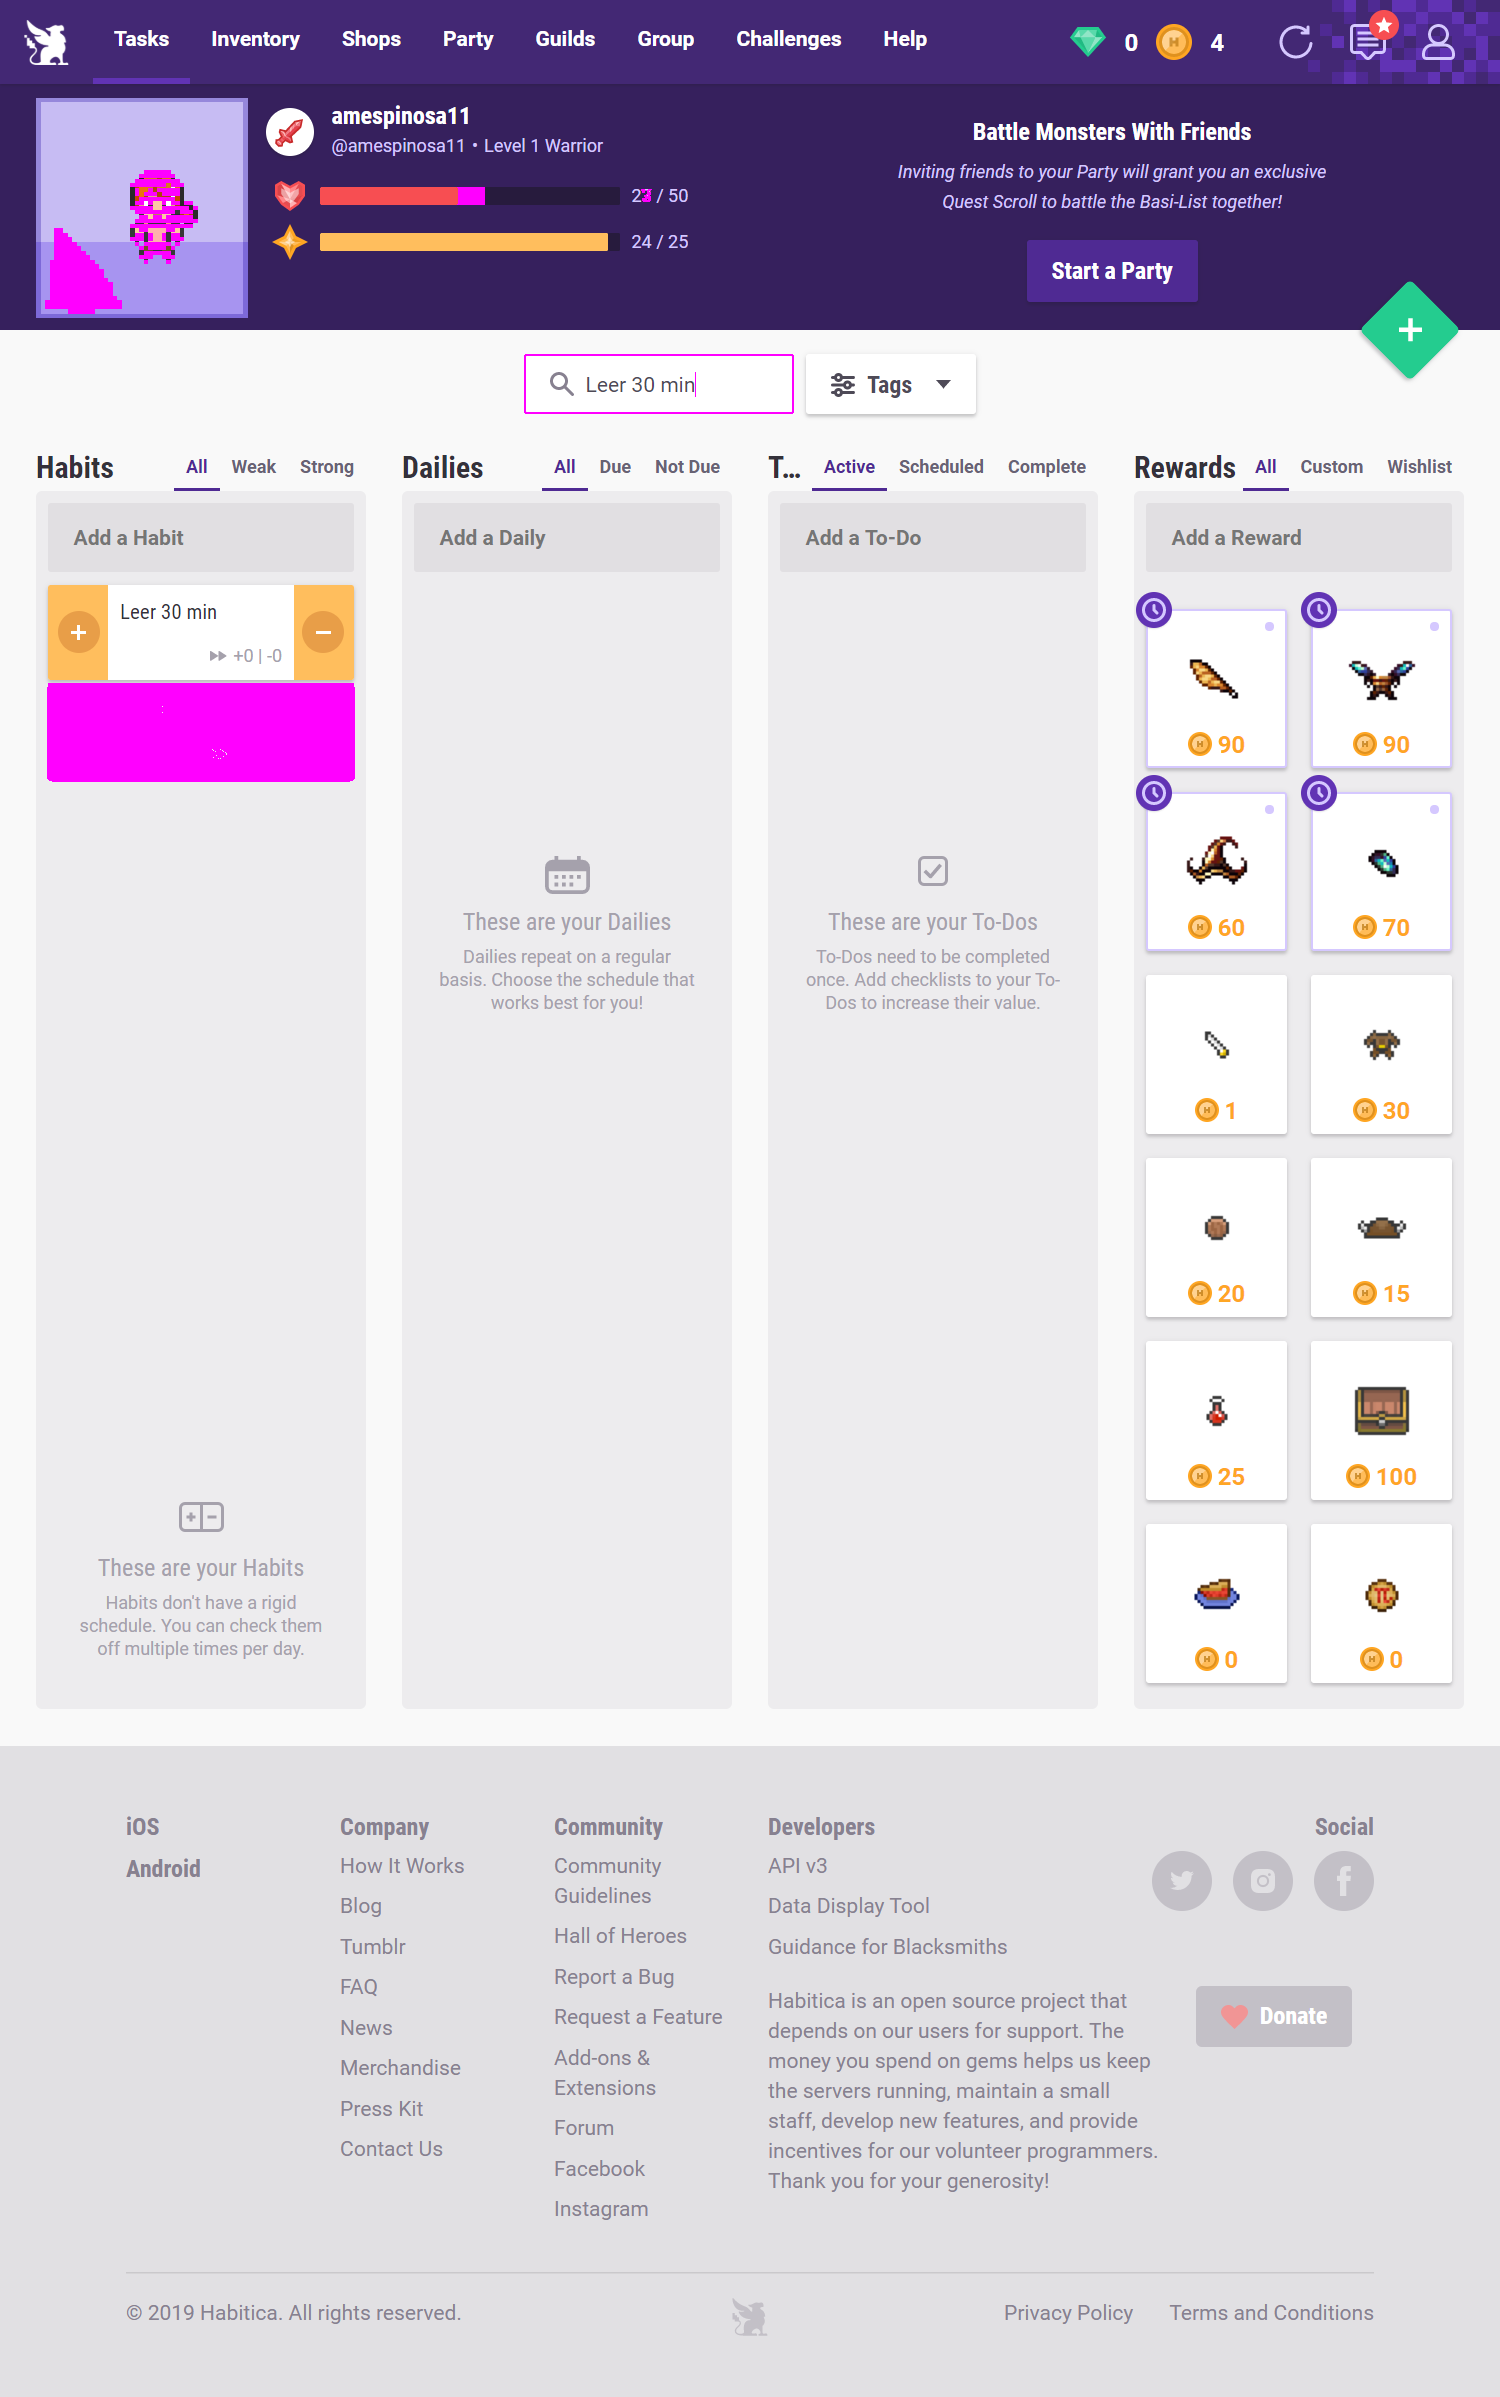 Tasks Inventory Shops Party Guilds Group Challenges Help 0 4
amespinosa11
@amespinosa11 • Level 1 Warrior
/ 50
24 / 25
Battle Monsters With Friends
Inviting friends to your Party will grant you an exclusive
Quest Scroll to battle the Basi-List together!
Start a Party
Leer 30 min
Tags
Habits All Weak Strong
Add a Habit
Leer 30 min
+0 | -0
These are your Habits
Habits don't have a rigid
schedule. You can check them
off multiple times per day.
Dailies All Due Not Due
Add a Daily
These are your Dailies
Dailies repeat on a regular
basis. Choose the schedule that
works best for you!
T... Active Scheduled Complete
Add a To-Do
These are your To-Dos
To-Dos need to be completed
once. Add checklists to your To-
Dos to increase their value.
Rewards All Custom Wishlist
Add a Reward
90 90
60 70
1 30
20 15
25 100
0 0
iOS
Android
Company
How It Works
Blog
Tumblr
FAQ
News
Merchandise
Press Kit
Contact Us
Community
Community
Guidelines
Hall of Heroes
Report a Bug
Request a Feature
Add-ons &
Extensions
Forum
Facebook
Instagram
Developers
API v3
Data Display Tool
Guidance for Blacksmiths
Habitica is an open source project that
depends on our users for support. The
money you spend on gems helps us keep
the servers running, maintain a small
staff, develop new features, and provide
incentives for our volunteer programmers.
Thank you for your generosity!
Social
Donate
© 2019 Habitica. All rights reserved.
Privacy Policy Terms and Conditions